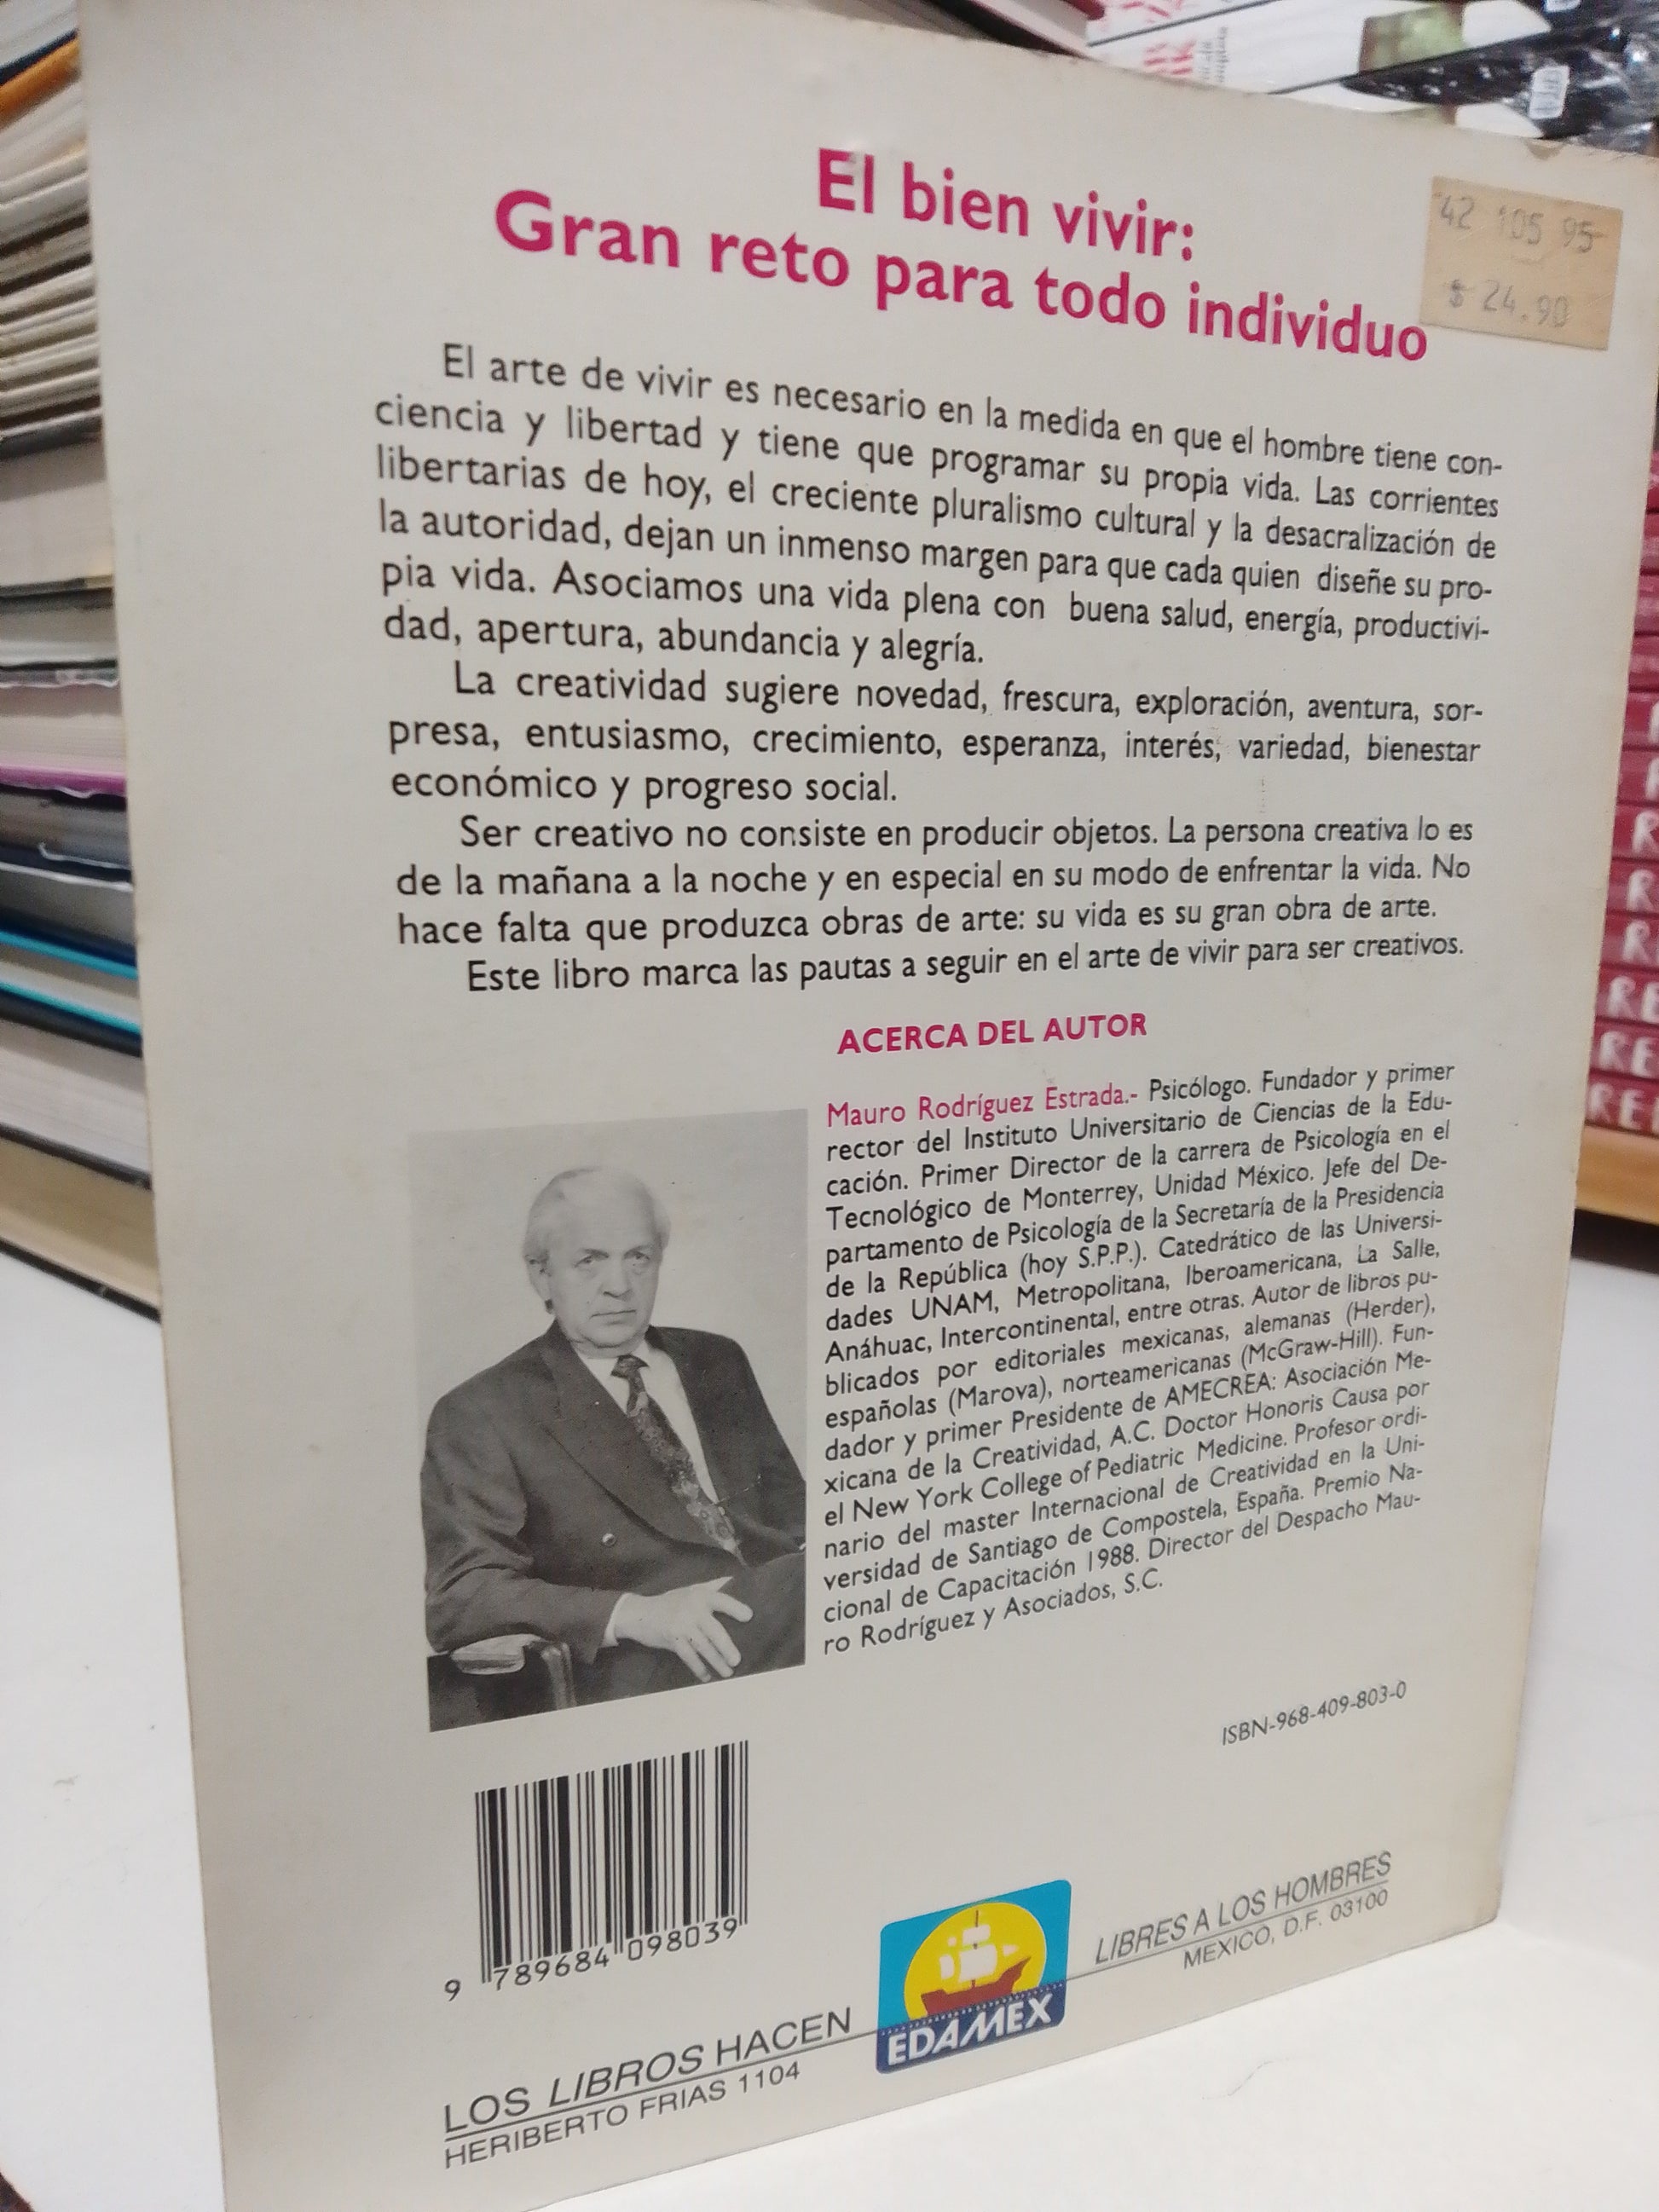 El bien vivir:
Gran reto para todo individuo
42 105 95
$ 24.90
El arte de vivir es necesario en la medida en que el hombre tiene con-
ciencia y libertad y tiene que programar su propia vida. Las corrientes
libertarias de hoy, el creciente pluralismo cultural y la desacralización de
la autoridad, dejan un inmenso margen para que cada quien diseñe su pro-
pia vida. Asociamos una vida plena con buena salud, energía, productivi-
dad, apertura, abundancia y alegría.
La creatividad sugiere novedad, frescura, exploración, aventura, sor-
presa, entusiasmo, crecimiento, esperanza, interés, variedad, bienestar
económico y progreso social.
Ser creativo no consiste en producir objetos. La persona creativa lo es
de la mañana a la noche y en especial en su modo de enfrentar la vida. No
hace falta que produzca obras de arte: su vida es su gran obra de arte.
Este libro marca las pautas a seguir en el arte de vivir para ser creativos.
ACERCA DEL AUTOR
Mauro Rodríguez Estrada.- Psicólogo. Fundador y primer
rector del Instituto Universitario de Ciencias de la Edu-
cación. Primer Director de la carrera de Psicología en el
Tecnológico de Monterrey, Unidad México. Jefe del De-
partamento de Psicología de la Secretaría de la Presidencia
de la República (hoy S.P.P.). Catedrático de las Universi-
dades UNAM, Metropolitana, Iberoamericana, La Salle,
Anáhuac, Intercontinental, entre otras. Autor de libros pu-
blicados por editoriales mexicanas, alemanas (Herder),
españolas (Marova), norteamericanas (McGraw-Hill). Fun-
dador y primer Presidente de AMECREA: Asociación Me-
xicana de la Creatividad, A.C. Doctor Honoris Causa por
el New York College of Pediatric Medicine. Profesor ordi-
nario del master Internacional de Creatividad en la Uni-
versidad de Santiago de Compostela, España. Premio Na-
cional de Capacitación 1988. Director del Despacho Mau-
ro Rodríguez y Asociados, S.C.
ISBN-968-409-803-0
9 789684 098039
LOS LIBROS HACEN
HERIBERTO FRIAS 1104
EDAMEX
LIBRES A LOS HOMBRES
MEXICO, D.F. 03100